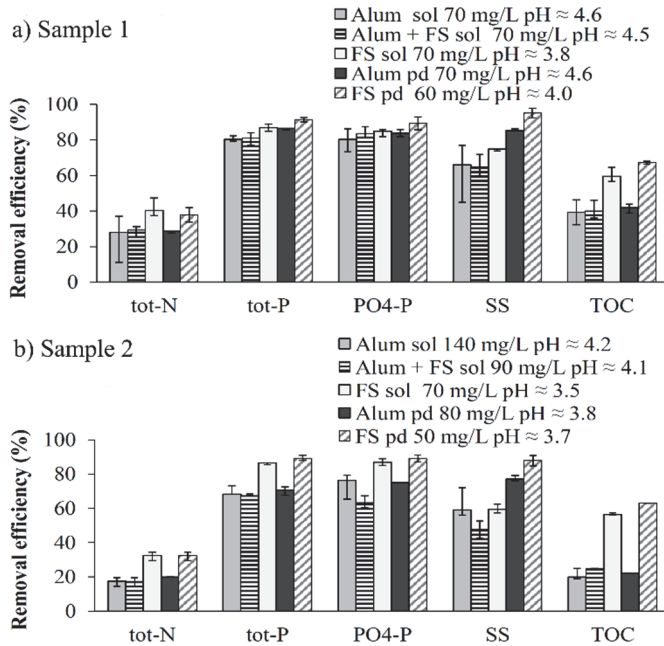 a) Sample 1
Alum sol 70 mg/L pH ≈ 4.6
Alum + FS sol 70 mg/L pH ≈ 4.5
FS sol 70 mg/L pH ≈ 3.8
Alum pd 70 mg/L pH ≈ 4.6
FS pd 60 mg/L pH ≈ 4.0
Removal efficiency (%)
100
80
60
40
20
0
tot-N tot-P PO4-P SS TOC
b) Sample 2
Alum sol 140 mg/L pH ≈ 4.2
Alum + FS sol 90 mg/L pH ≈ 4.1
FS sol 70 mg/L pH ≈ 3.5
Alum pd 80 mg/L pH ≈ 3.8
FS pd 50 mg/L pH ≈ 3.7
Removal efficiency (%)
100
80
60
40
20
0
tot-N tot-P PO4-P SS TOC